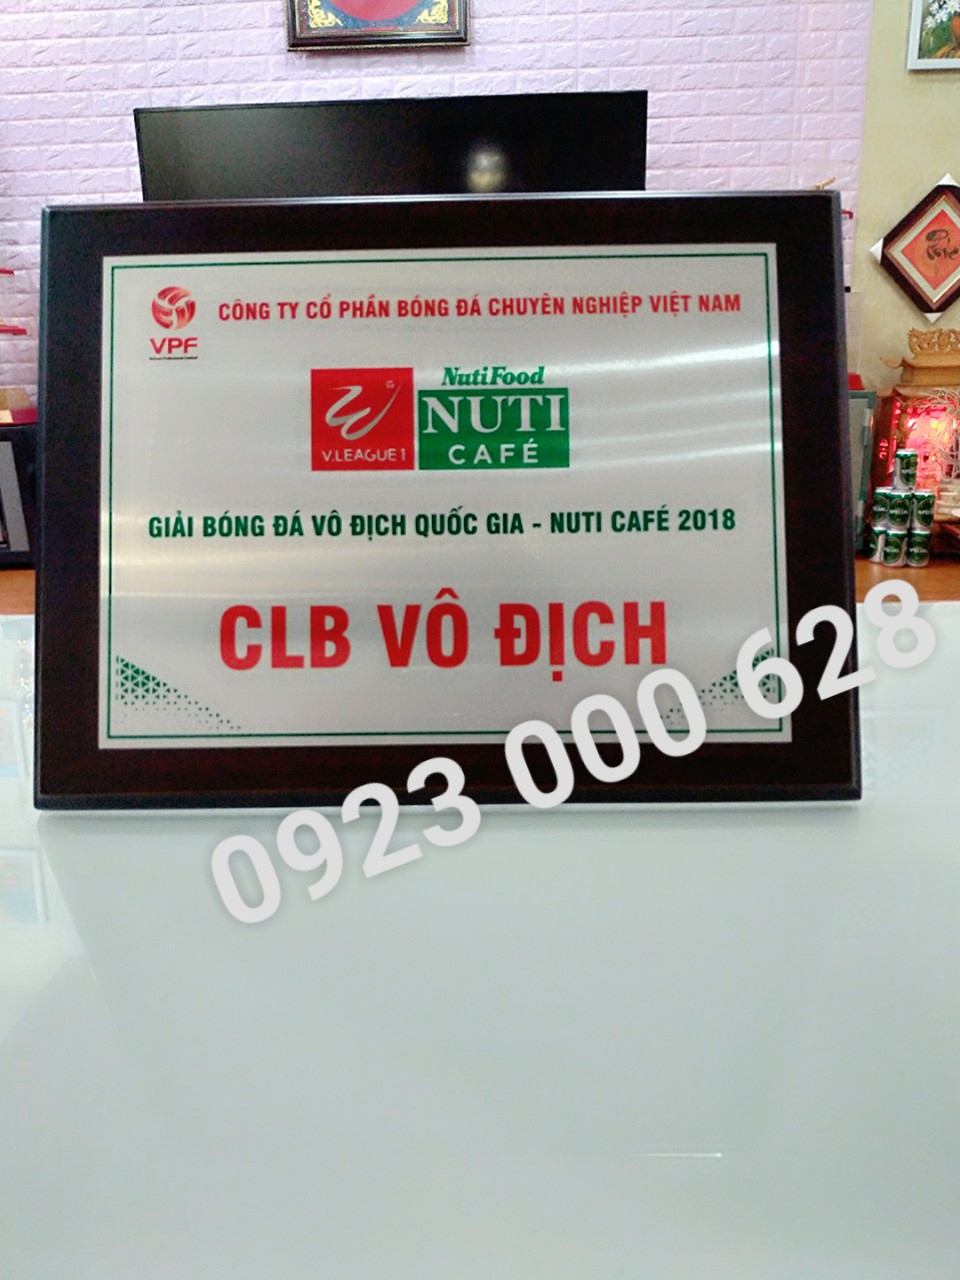 CÔNG TY CỔ PHẦN BÓNG ĐÁ CHUYÊN NGHIỆP VIỆT NAM
VPF
NutiFood
V.LEAGUE 1
NUTI
CAFÉ
GIẢI BÓNG ĐÁ VÔ ĐỊCH QUỐC GIA - NUTI CAFÉ 2018
CLB VÔ ĐỊCH
0923 000 628